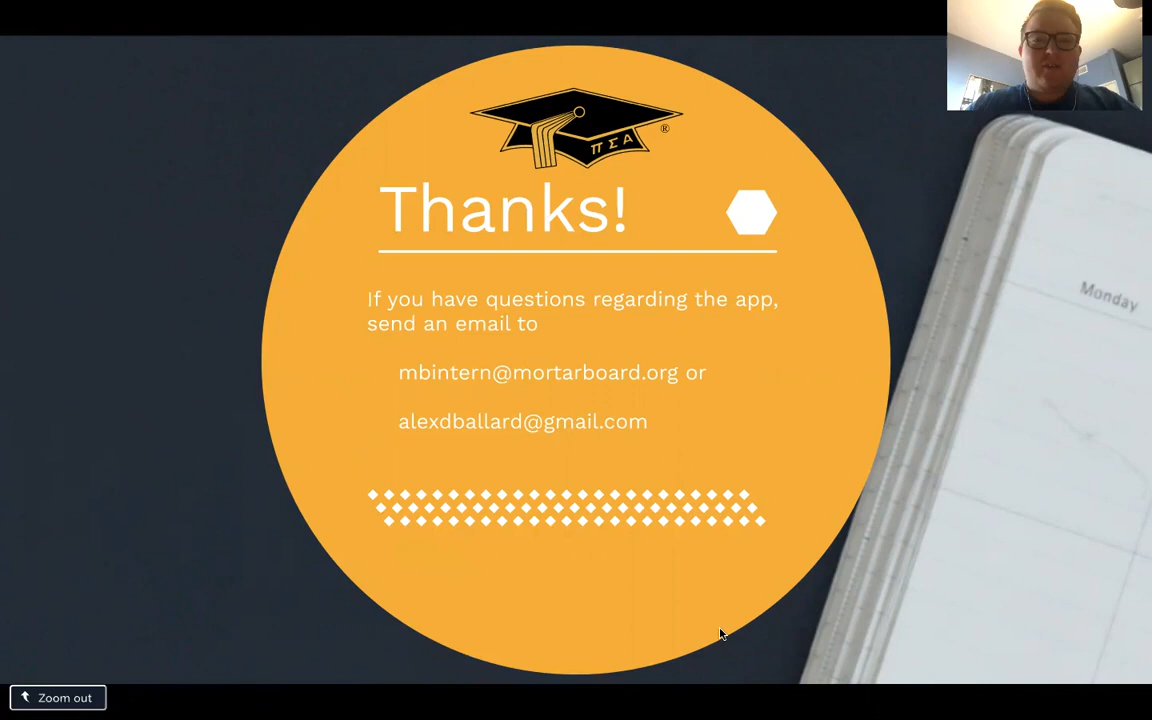 ΠΣΑ
®
Thanks!
If you have questions regarding the app,
send an email to
mbintern@mortarboard.org or
alexdballard@gmail.com
Monday
Zoom out